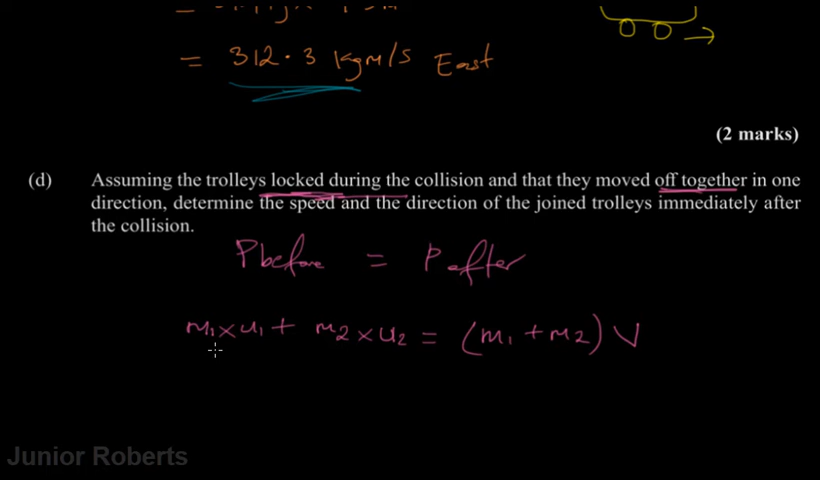 = 312.3 kgm/s East
(2 marks)
(d) Assuming the trolleys locked during the collision and that they moved off together in one
direction, determine the speed and the direction of the joined trolleys immediately after
the collision.
Pbefore = Pafter
m₁ × u₁ + m₂ × u₂ = (m₁ + m₂) V
Junior Roberts